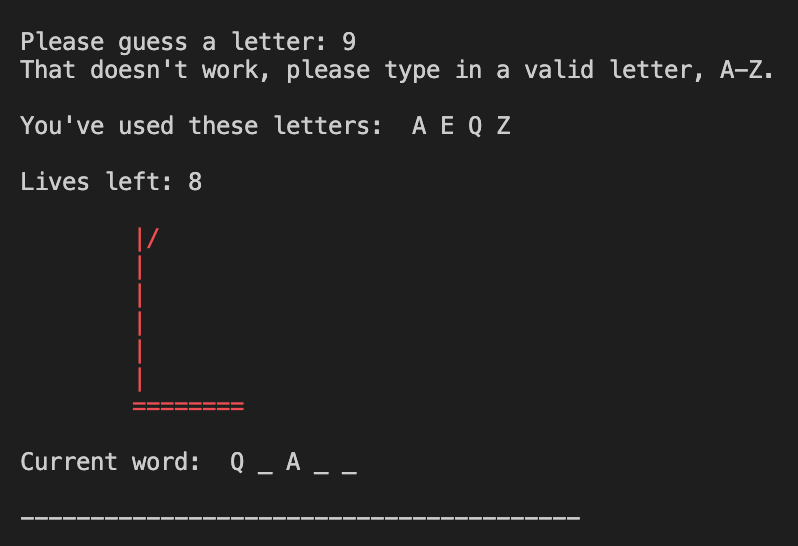 Please guess a letter: 9
That doesn't work, please type in a valid letter, A-Z.
You've used these letters:  A E Q Z
Lives left: 8
|/
|
|
|
|
|
========
Current word:  Q _ A _ _
________________________________________